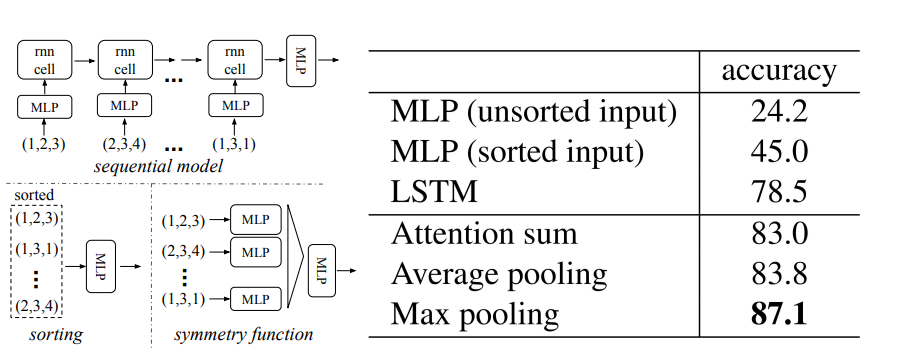 rnn cell
rnn cell
rnn cell
MLP
...
MLP
MLP
MLP
(1,2,3)
(2,3,4)
...
(1,3,1)
sequential model
sorted
(1,2,3)
(1,3,1)
⋮
(2,3,4)
MLP
sorting
(1,2,3)
MLP
(2,3,4)
MLP
⋮
(1,3,1)
MLP
MLP
symmetry function
accuracy
MLP (unsorted input) 24.2
MLP (sorted input) 45.0
LSTM 78.5
Attention sum 83.0
Average pooling 83.8
Max pooling 87.1